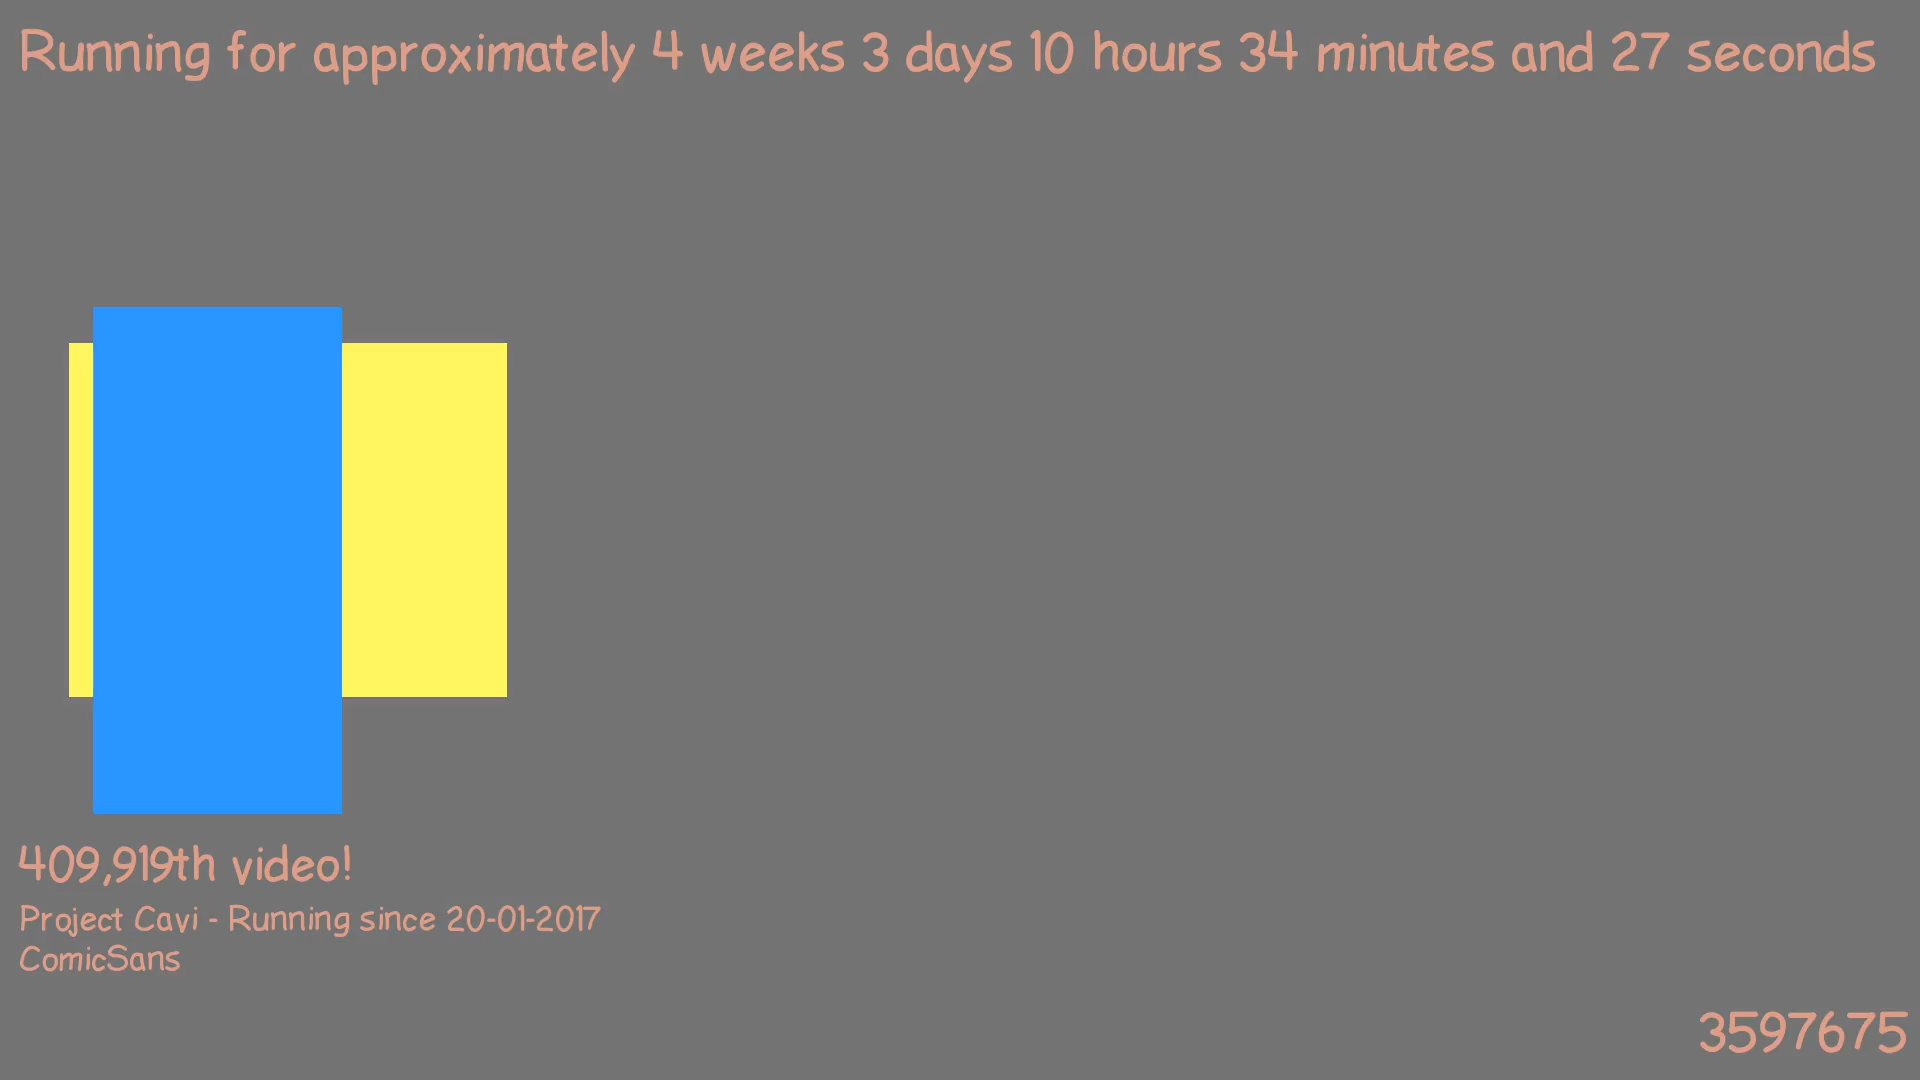 Running for approximately 4 weeks 3 days 10 hours 34 minutes and 27 seconds
409,919th video!
Project Cavi - Running since 20-01-2017
ComicSans
3597675